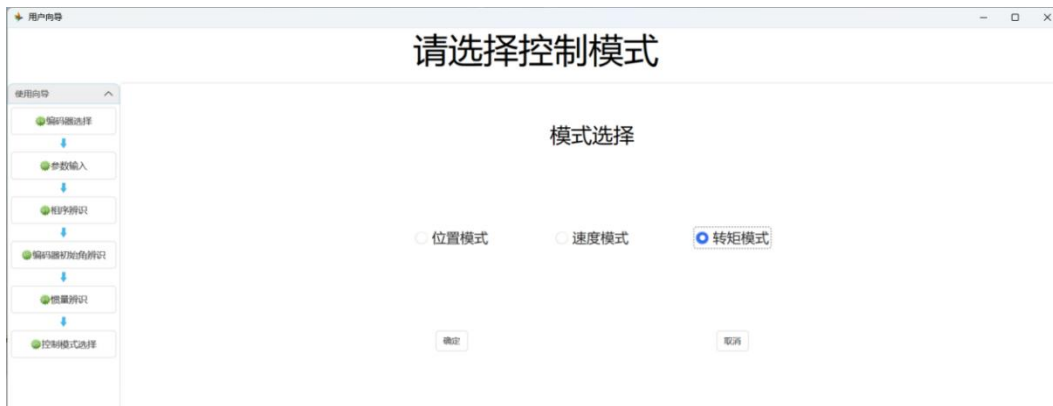 用户向导
请选择控制模式
使用向导
编码器选择
参数输入
相序辨识
编码器初始角辨识
惯量辨识
控制模式选择
模式选择
位置模式 速度模式 转矩模式
确定 取消